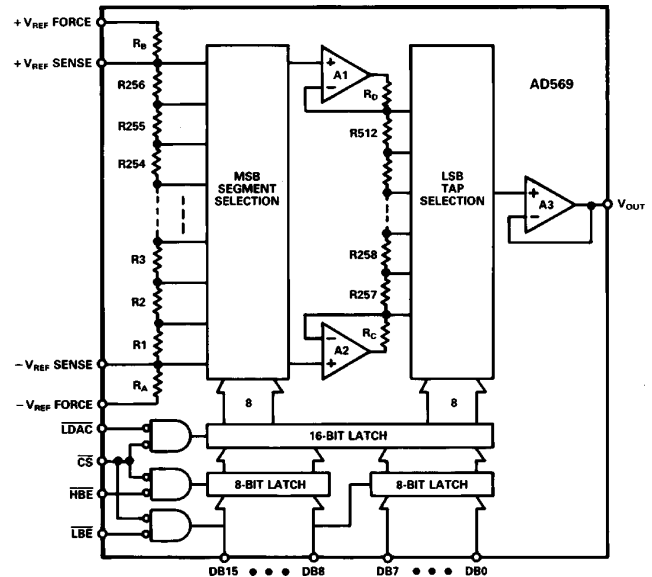 + VREF FORCE
RB
+ VREF SENSE
R256
R255
R254
R3
R2
R1
– VREF SENSE
RA
– VREF FORCE
MSB
SEGMENT
SELECTION
+
–
A1
RD
R512
R258
R257
RC
–
+
A2
LSB
TAP
SELECTION
AD569
+
–
A3
VOUT
8
8
LDAC
CS
HBE
LBE
16-BIT LATCH
8-BIT LATCH
8-BIT LATCH
DB15 • • • DB8 DB7 • • • DB0